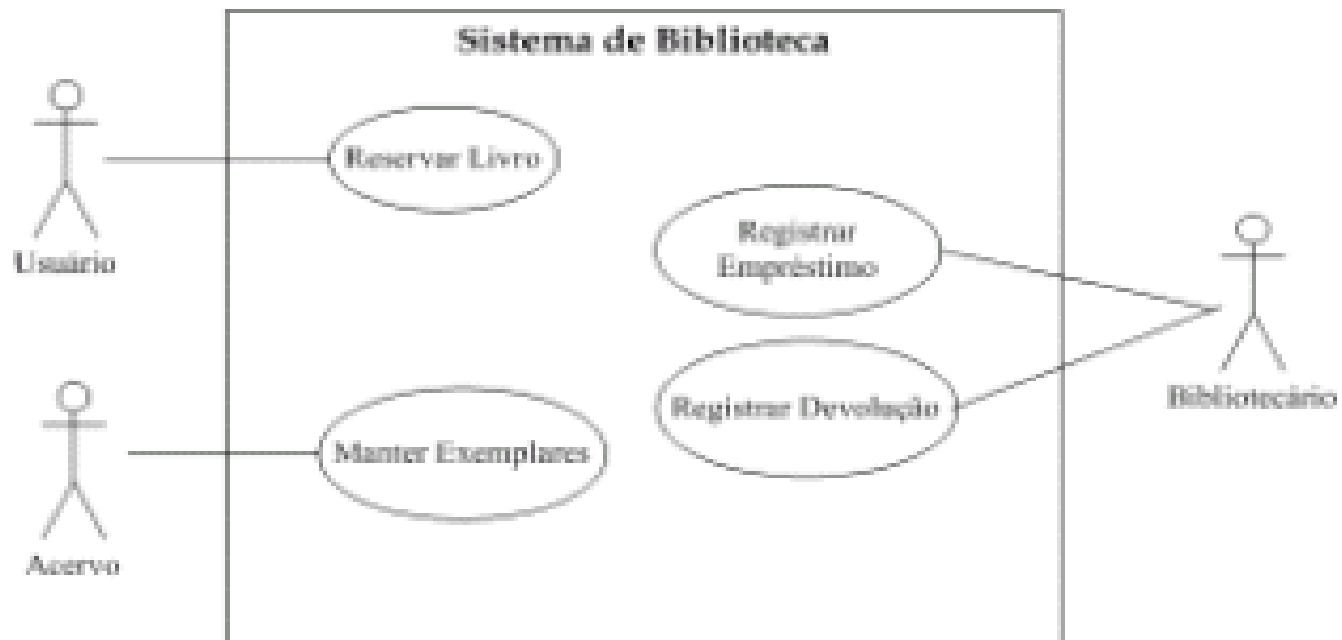 Sistema de Biblioteca
Reservar Livro
Usuário
Registrar
Empréstimo
Registrar Devolução
Bibliotecário
Manter Exemplares
Acervo